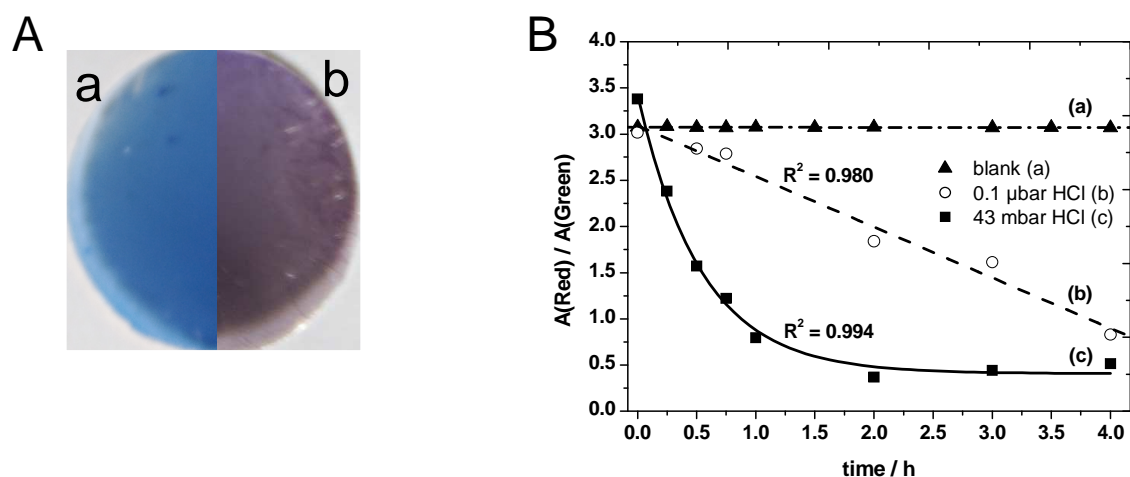 A
a
b
B
4.0
3.5
3.0
2.5
2.0
1.5
1.0
0.5
0.0
A(Red) / A(Green)
(a)
blank (a)
0.1 μbar HCl (b)
43 mbar HCl (c)
R² = 0.980
(b)
R² = 0.994
(c)
0.0 0.5 1.0 1.5 2.0 2.5 3.0 3.5 4.0
time / h